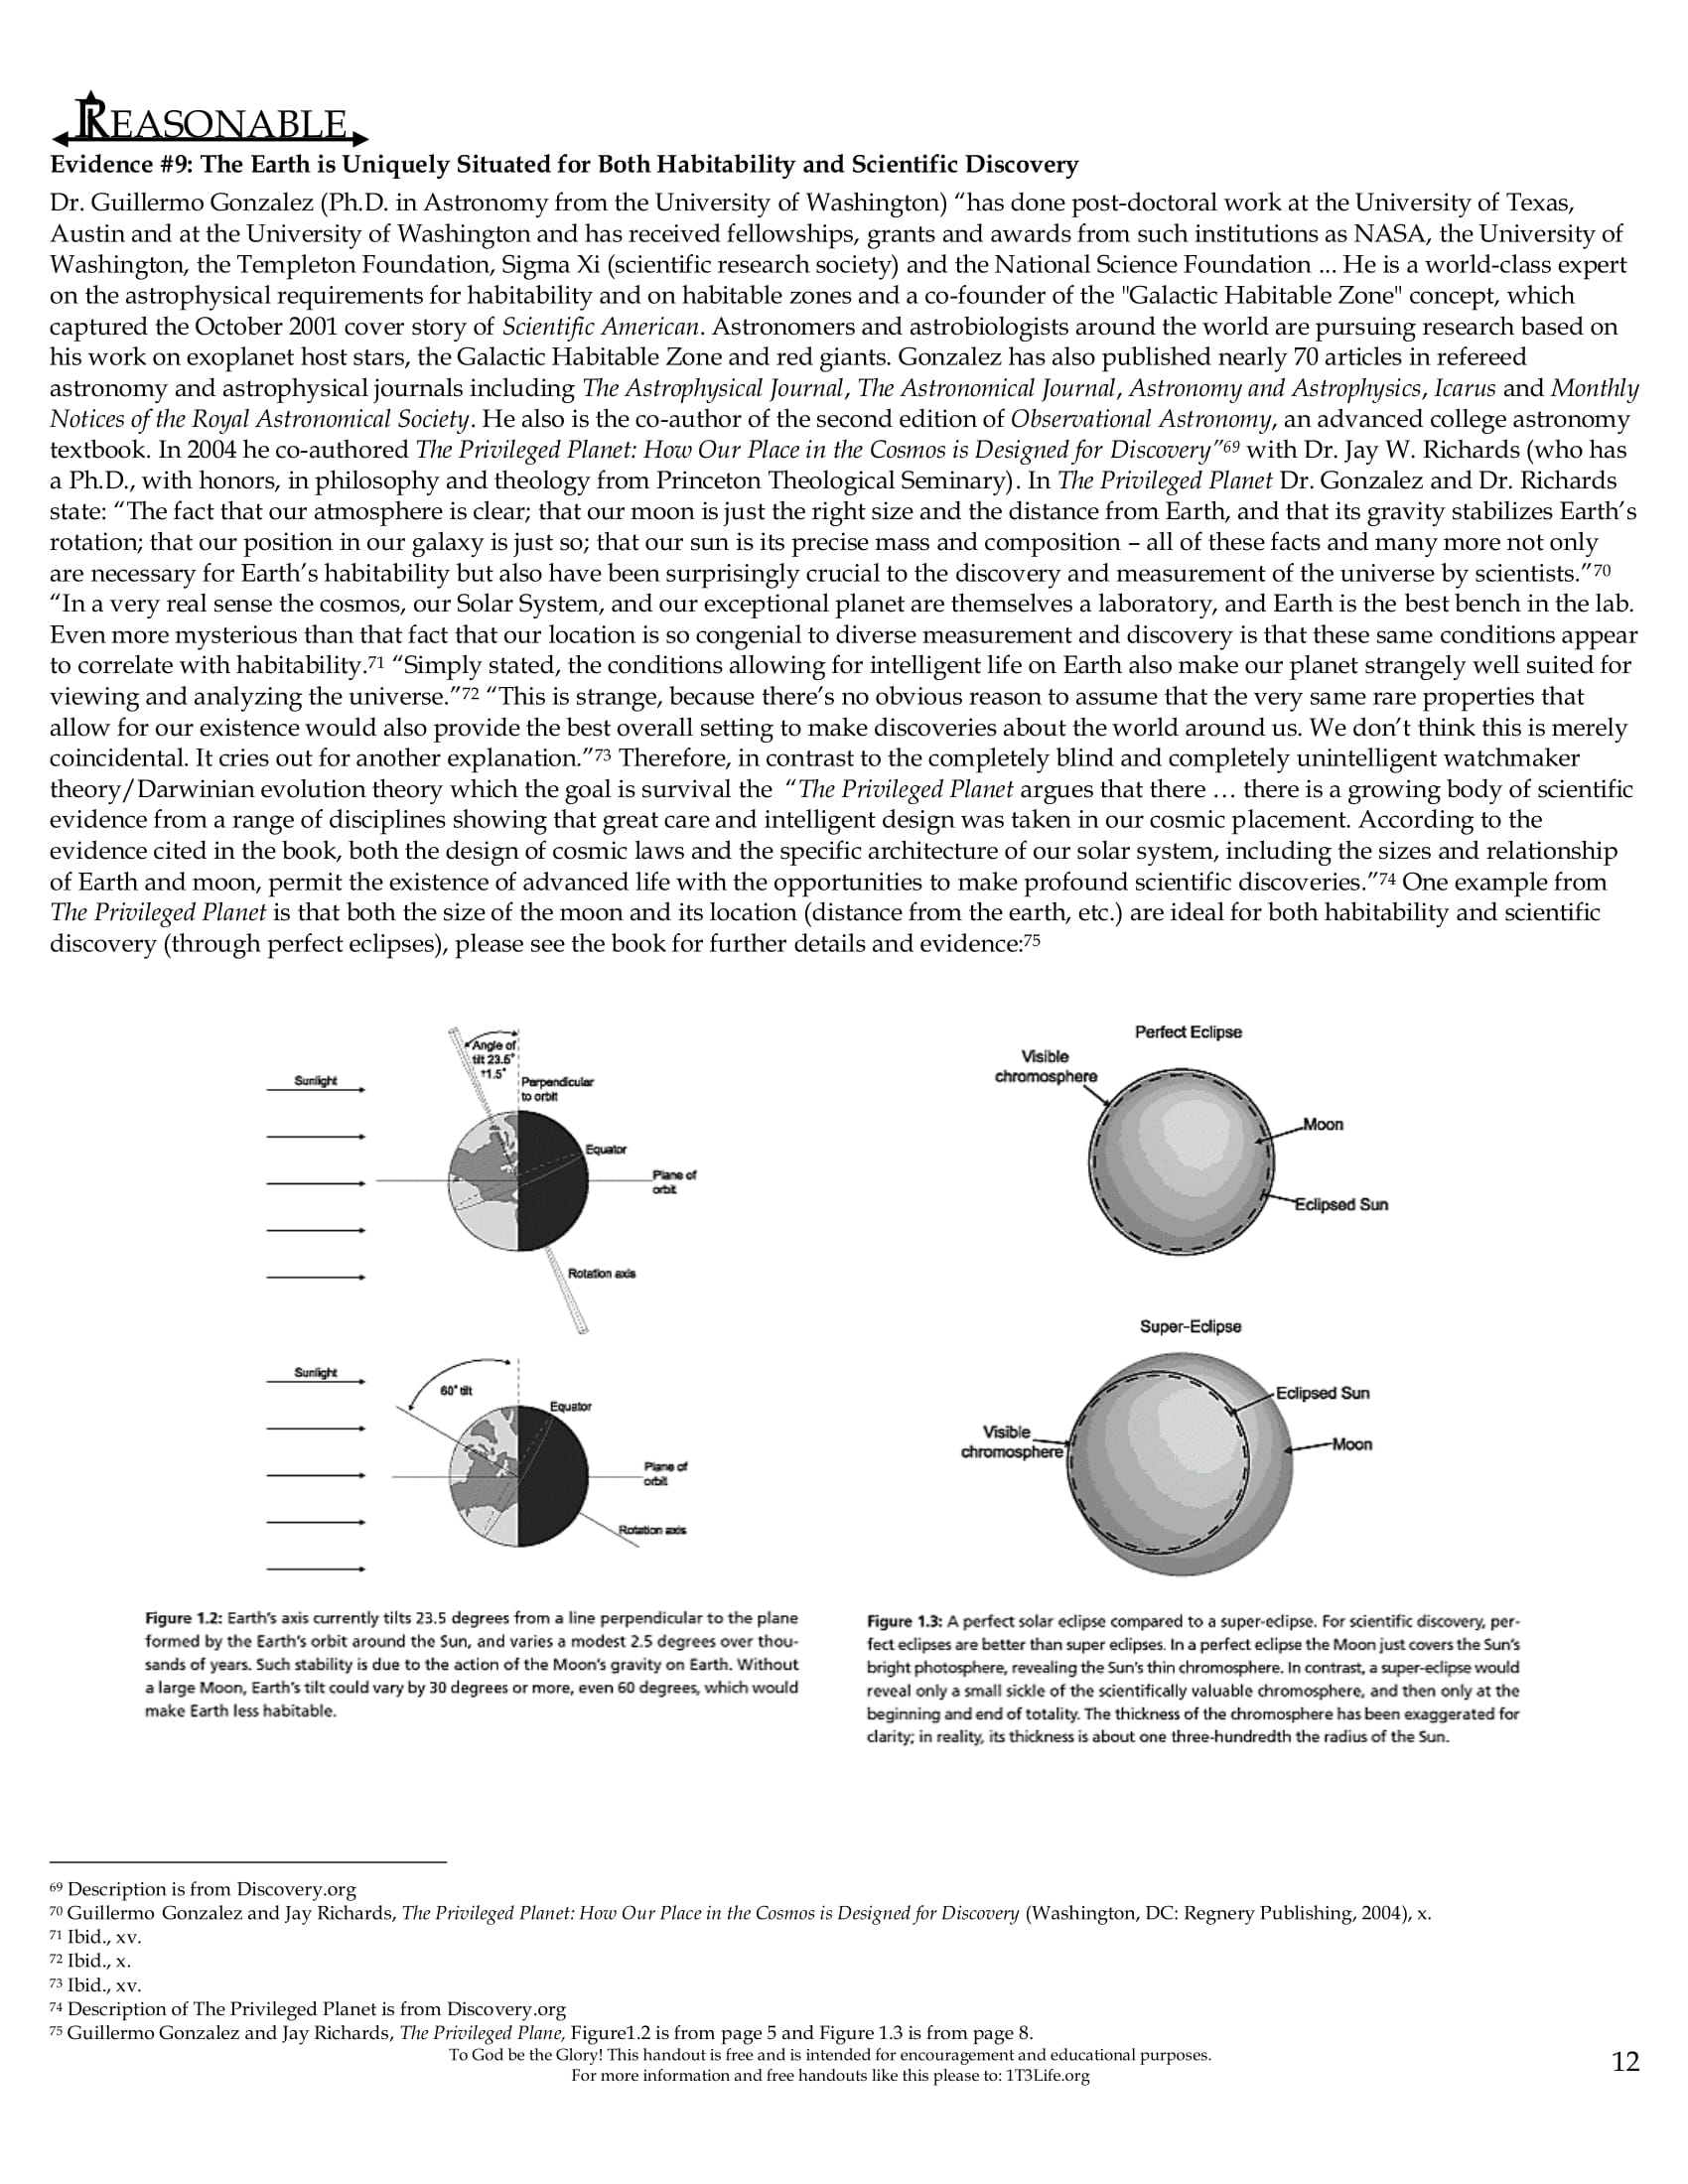 REASONABLE
Evidence #9: The Earth is Uniquely Situated for Both Habitability and Scientific Discovery
Dr. Guillermo Gonzalez (Ph.D. in Astronomy from the University of Washington) “has done post-doctoral work at the University of Texas,
Austin and at the University of Washington and has received fellowships, grants and awards from such institutions as NASA, the University of
Washington, the Templeton Foundation, Sigma Xi (scientific research society) and the National Science Foundation ... He is a world-class expert
on the astrophysical requirements for habitability and on habitable zones and a co-founder of the "Galactic Habitable Zone" concept, which
captured the October 2001 cover story of Scientific American. Astronomers and astrobiologists around the world are pursuing research based on
his work on exoplanet host stars, the Galactic Habitable Zone and red giants. Gonzalez has also published nearly 70 articles in refereed
astronomy and astrophysical journals including The Astrophysical Journal, The Astronomical Journal, Astronomy and Astrophysics, Icarus and Monthly
Notices of the Royal Astronomical Society. He also is the co-author of the second edition of Observational Astronomy, an advanced college astronomy
textbook. In 2004 he co-authored The Privileged Planet: How Our Place in the Cosmos is Designed for Discovery”69 with Dr. Jay W. Richards (who has
a Ph.D., with honors, in philosophy and theology from Princeton Theological Seminary). In The Privileged Planet Dr. Gonzalez and Dr. Richards
state: “The fact that our atmosphere is clear; that our moon is just the right size and the distance from Earth, and that its gravity stabilizes Earth’s
rotation; that our position in our galaxy is just so; that our sun is its precise mass and composition – all of these facts and many more not only
are necessary for Earth’s habitability but also have been surprisingly crucial to the discovery and measurement of the universe by scientists.”70
“In a very real sense the cosmos, our Solar System, and our exceptional planet are themselves a laboratory, and Earth is the best bench in the lab.
Even more mysterious than that fact that our location is so congenial to diverse measurement and discovery is that these same conditions appear
to correlate with habitability.71 “Simply stated, the conditions allowing for intelligent life on Earth also make our planet strangely well suited for
viewing and analyzing the universe.”72 “This is strange, because there’s no obvious reason to assume that the very same rare properties that
allow for our existence would also provide the best overall setting to make discoveries about the world around us. We don’t think this is merely
coincidental. It cries out for another explanation.”73 Therefore, in contrast to the completely blind and completely unintelligent watchmaker
theory/Darwinian evolution theory which the goal is survival the “The Privileged Planet argues that there … there is a growing body of scientific
evidence from a range of disciplines showing that great care and intelligent design was taken in our cosmic placement. According to the
evidence cited in the book, both the design of cosmic laws and the specific architecture of our solar system, including the sizes and relationship
of Earth and moon, permit the existence of advanced life with the opportunities to make profound scientific discoveries.”74 One example from
The Privileged Planet is that both the size of the moon and its location (distance from the earth, etc.) are ideal for both habitability and scientific
discovery (through perfect eclipses), please see the book for further details and evidence:75
Angle of
tilt 23.5°
±1.5°
Sunlight
Perpendicular
to orbit
Equator
Plane of
orbit
Rotation axis
Sunlight
60° tilt
Equator
Plane of
orbit
Rotation axis
Figure 1.2: Earth’s axis currently tilts 23.5 degrees from a line perpendicular to the plane
formed by the Earth’s orbit around the Sun, and varies a modest 2.5 degrees over thou-
sands of years. Such stability is due to the action of the Moon’s gravity on Earth. Without
a large Moon, Earth’s tilt could vary by 30 degrees or more, even 60 degrees, which would
make Earth less habitable.
Perfect Eclipse
Visible
chromosphere
Moon
Eclipsed Sun
Super-Eclipse
Eclipsed Sun
Visible
chromosphere
Moon
Figure 1.3: A perfect solar eclipse compared to a super-eclipse. For scientific discovery, per-
fect eclipses are better than super eclipses. In a perfect eclipse the Moon just covers the Sun’s
bright photosphere, revealing the Sun’s thin chromosphere. In contrast, a super-eclipse would
reveal only a small sickle of the scientifically valuable chromosphere, and then only at the
beginning and end of totality. The thickness of the chromosphere has been exaggerated for
clarity; in reality, its thickness is about one three-hundredth the radius of the Sun.
69 Description is from Discovery.org
70 Guillermo Gonzalez and Jay Richards, The Privileged Planet: How Our Place in the Cosmos is Designed for Discovery (Washington, DC: Regnery Publishing, 2004), x.
71 Ibid., xv.
72 Ibid., x.
73 Ibid., xv.
74 Description of The Privileged Planet is from Discovery.org
75 Guillermo Gonzalez and Jay Richards, The Privileged Plane, Figure1.2 is from page 5 and Figure 1.3 is from page 8.
To God be the Glory! This handout is free and is intended for encouragement and educational purposes.
For more information and free handouts like this please to: 1T3Life.org
12